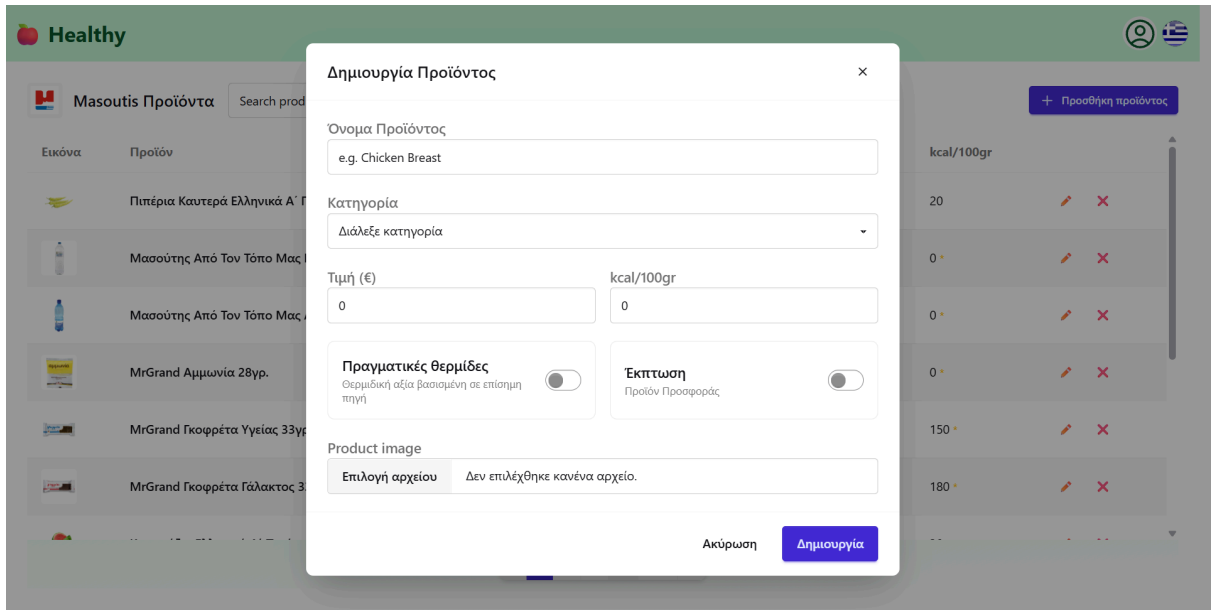 Healthy
Masoutis Προϊόντα
Search prod
Προσθήκη προϊόντος
Εικόνα Προϊόν kcal/100gr
Πιπέρια Καυτερά Ελληνικά Α΄ 20
Μασούτης Από Τον Τόπο Μας 0 *
Μασούτης Από Τον Τόπο Μας 0 *
MrGrand Αμμωνία 28γρ. 0 *
MrGrand Γκοφρέτα Υγείας 33γρ 150 *
MrGrand Γκοφρέτα Γάλακτος 3 180 *
Δημιουργία Προϊόντος
Όνομα Προϊόντος
e.g. Chicken Breast
Κατηγορία
Διάλεξε κατηγορία
Τιμή (€) kcal/100gr
0 0
Πραγματικές θερμίδες
Θερμιδική αξία βασισμένη σε επίσημη
πηγή
Έκπτωση
Προϊόν Προσφοράς
Product image
Επιλογή αρχείου Δεν επιλέχθηκε κανένα αρχείο.
Ακύρωση Δημιουργία